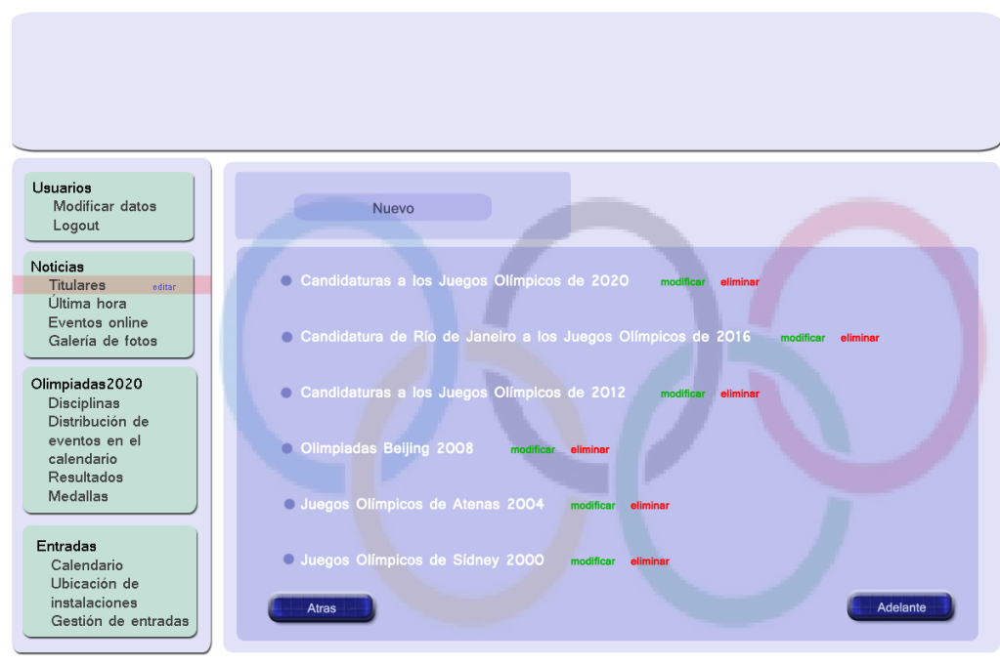 Usuarios
Modificar datos
Logout
Noticias
Titulares editar
Última hora
Eventos online
Galería de fotos
Olimpiadas2020
Disciplinas
Distribución de
eventos en el
calendario
Resultados
Medallas
Entradas
Calendario
Ubicación de
instalaciones
Gestión de entradas
Nuevo
Candidaturas a los Juegos Olímpicos de 2020 modificar eliminar
Candidatura de Río de Janeiro a los Juegos Olímpicos de 2016 modificar eliminar
Candidaturas a los Juegos Olímpicos de 2012 modificar eliminar
Olimpiadas Beijing 2008 modificar eliminar
Juegos Olímpicos de Atenas 2004 modificar eliminar
Juegos Olímpicos de Sídney 2000 modificar eliminar
Atras Adelante